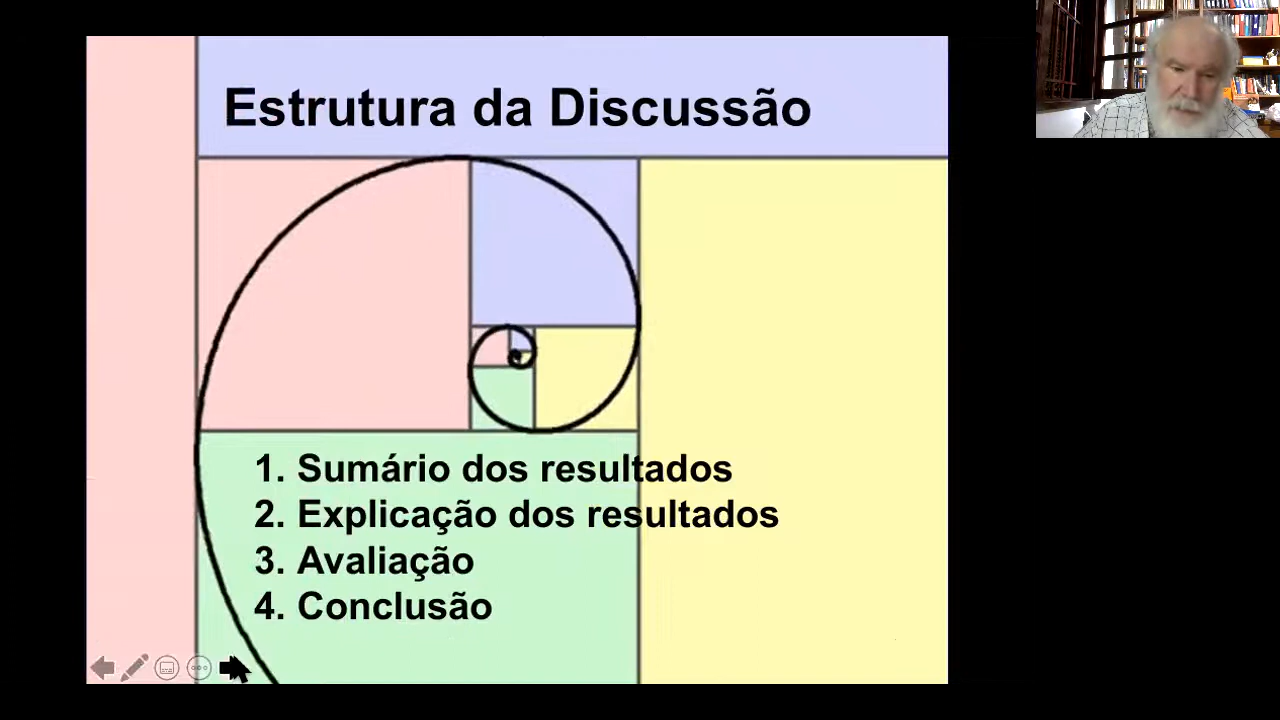 Estrutura da Discussão
1. Sumário dos resultados
2. Explicação dos resultados
3. Avaliação
4. Conclusão